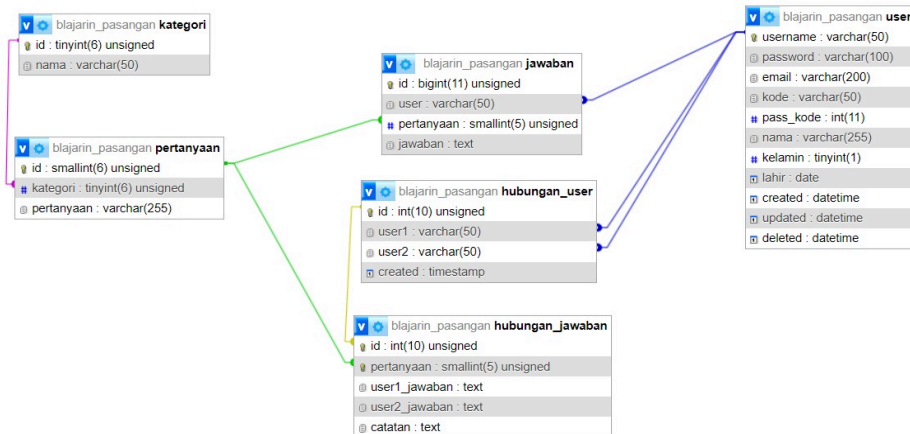 blajarin_pasangan kategori
id : tinyint(6) unsigned
nama : varchar(50)
blajarin_pasangan pertanyaan
id : smallint(6) unsigned
kategori : tinyint(6) unsigned
pertanyaan : varchar(255)
blajarin_pasangan jawaban
id : bigint(11) unsigned
user : varchar(50)
pertanyaan : smallint(5) unsigned
jawaban : text
blajarin_pasangan hubungan_user
id : int(10) unsigned
user1 : varchar(50)
user2 : varchar(50)
created : timestamp
blajarin_pasangan hubungan_jawaban
id : int(10) unsigned
pertanyaan : smallint(5) unsigned
user1_jawaban : text
user2_jawaban : text
catatan : text
blajarin_pasangan user
username : varchar(50)
password : varchar(100)
email : varchar(200)
kode : varchar(50)
pass_kode : int(11)
nama : varchar(255)
kelamin : tinyint(1)
lahir : date
created : datetime
updated : datetime
deleted : datetime